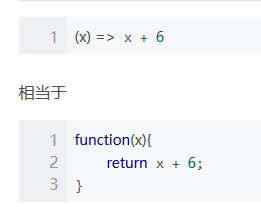 1 (x) => x + 6
相当于
1 function(x){
2 return x + 6;
3 }